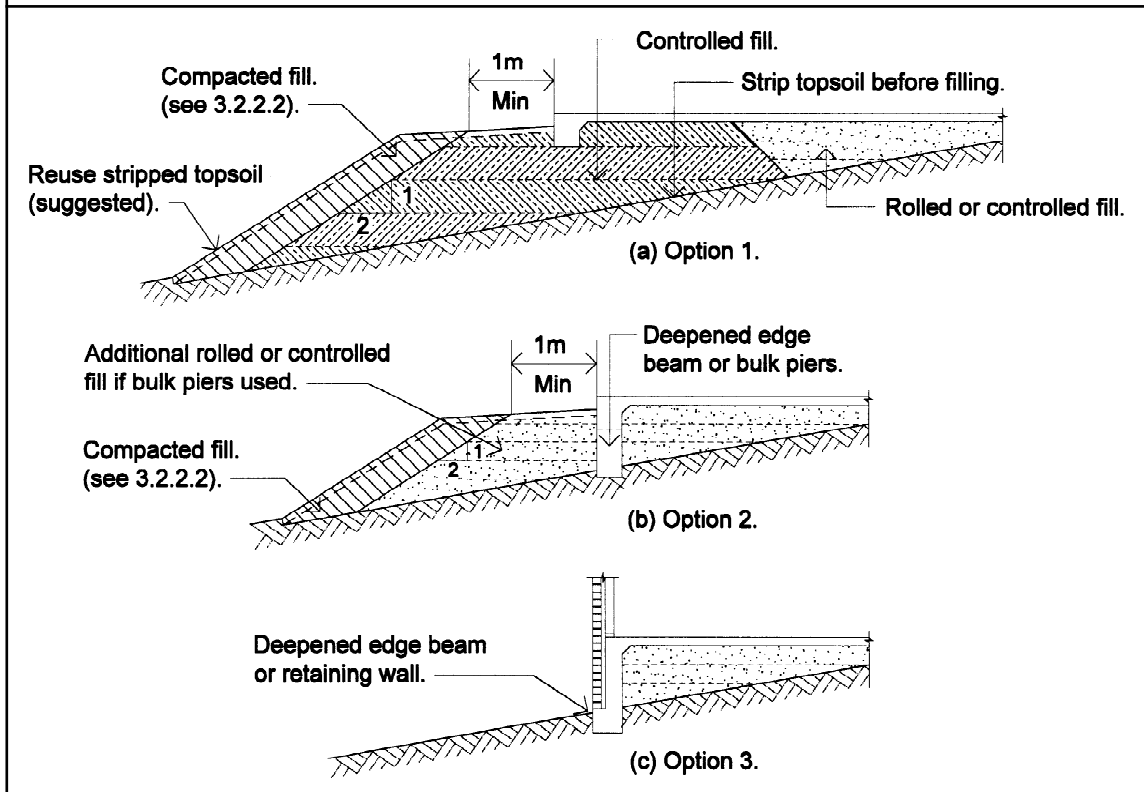 Controlled fill.
1m
Min
Compacted fill.
(see 3.2.2.2).
Strip topsoil before filling.
Reuse stripped topsoil
(suggested).
1
2
Rolled or controlled fill.
(a) Option 1.
Deepened edge
beam or bulk piers.
Additional rolled or controlled
fill if bulk piers used.
1m
Min
Compacted fill.
(see 3.2.2.2).
1
2
(b) Option 2.
Deepened edge beam
or retaining wall.
(c) Option 3.